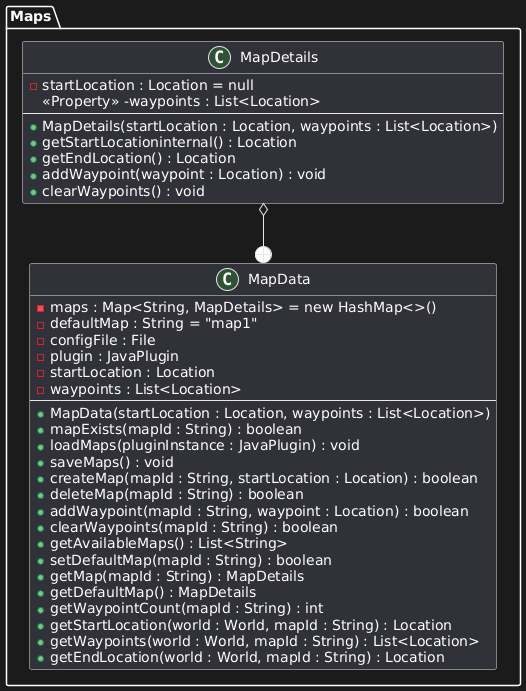 Maps
C MapDetails
startLocation : Location = null
«Property» -waypoints : List<Location>
MapDetails(startLocation : Location, waypoints : List<Location>)
getStartLocationinternal() : Location
getEndLocation() : Location
addWaypoint(waypoint : Location) : void
clearWaypoints() : void
C MapData
maps : Map<String, MapDetails> = new HashMap<>()
defaultMap : String = "map1"
configFile : File
plugin : JavaPlugin
startLocation : Location
waypoints : List<Location>
MapData(startLocation : Location, waypoints : List<Location>)
mapExists(mapId : String) : boolean
loadMaps(pluginInstance : JavaPlugin) : void
saveMaps() : void
createMap(mapId : String, startLocation : Location) : boolean
deleteMap(mapId : String) : boolean
addWaypoint(mapId : String, waypoint : Location) : boolean
clearWaypoints(mapId : String) : boolean
getAvailableMaps() : List<String>
setDefaultMap(mapId : String) : boolean
getMap(mapId : String) : MapDetails
getDefaultMap() : MapDetails
getWaypointCount(mapId : String) : int
getStartLocation(world : World, mapId : String) : Location
getWaypoints(world : World, mapId : String) : List<Location>
getEndLocation(world : World, mapId : String) : Location